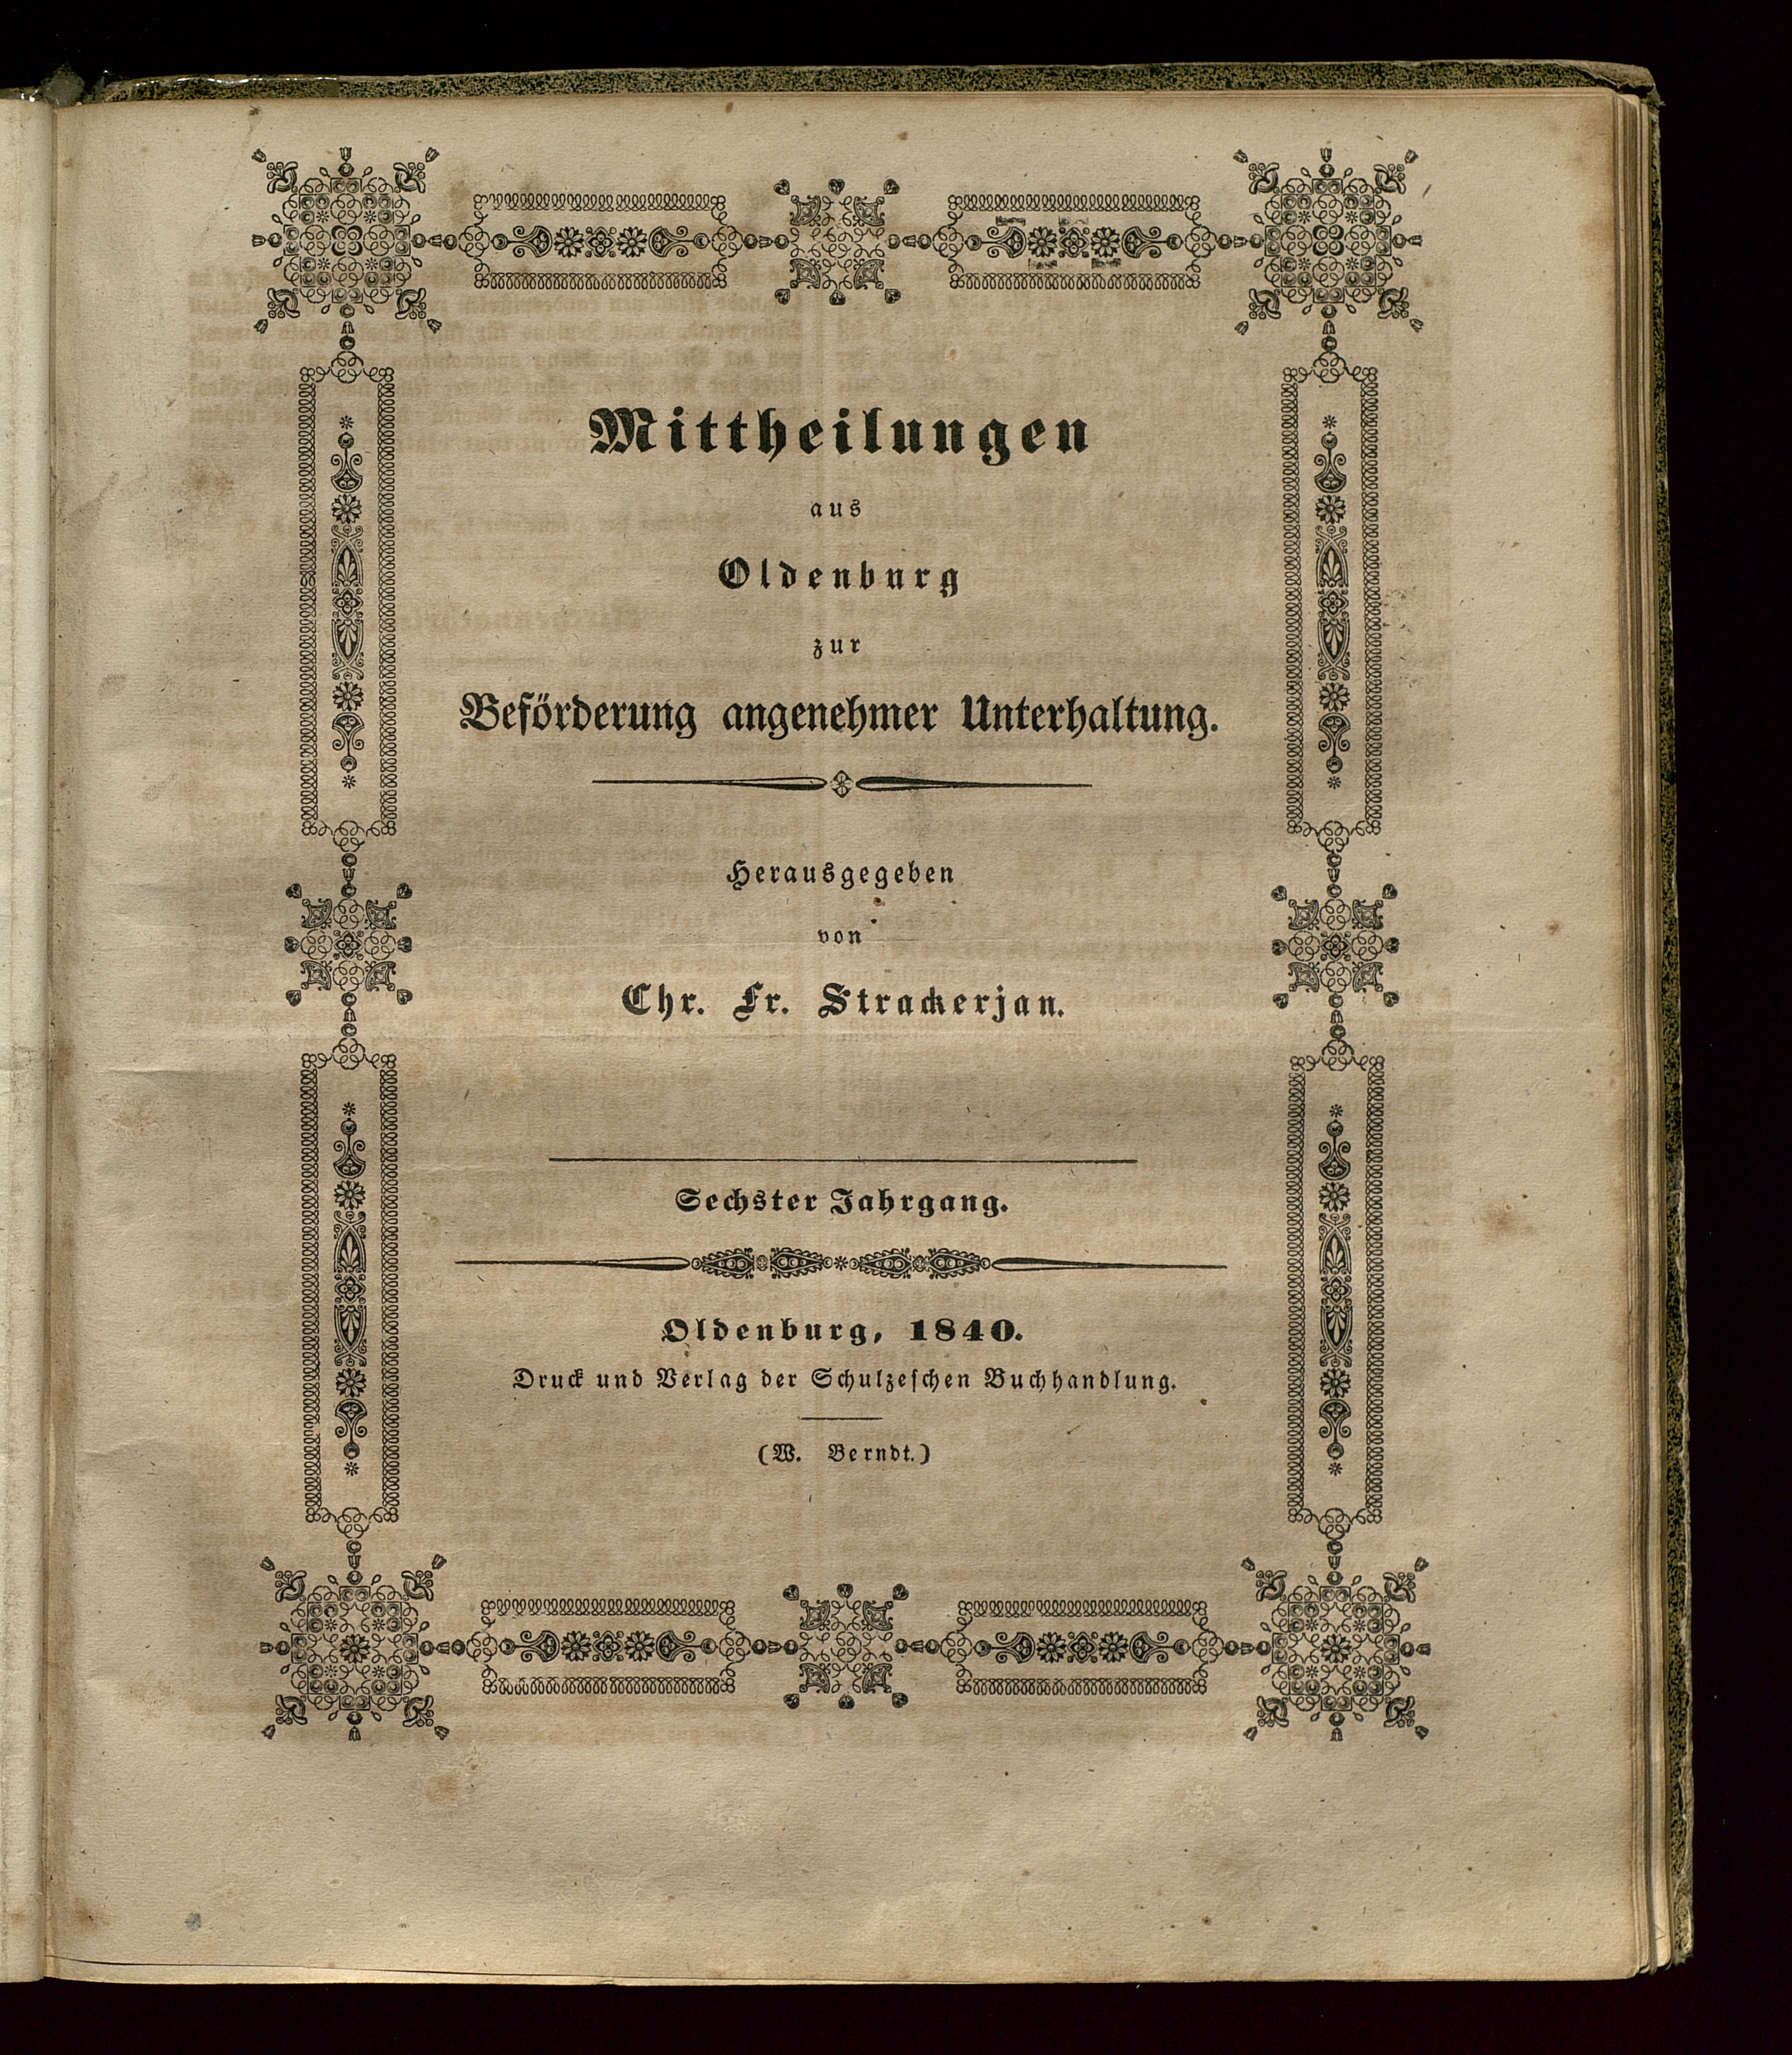 Mittheilungen
aus
Oldenburg
zur
Beförderung angenehmer Unterhaltung.
Herausgegeben
von
Chr. Fr. Strackerjan.
Sechster Jahrgang.
Oldenburg, 1840.
Druck und Verlag der Schulzeschen Buchhandlung.
(W. Berndt.)